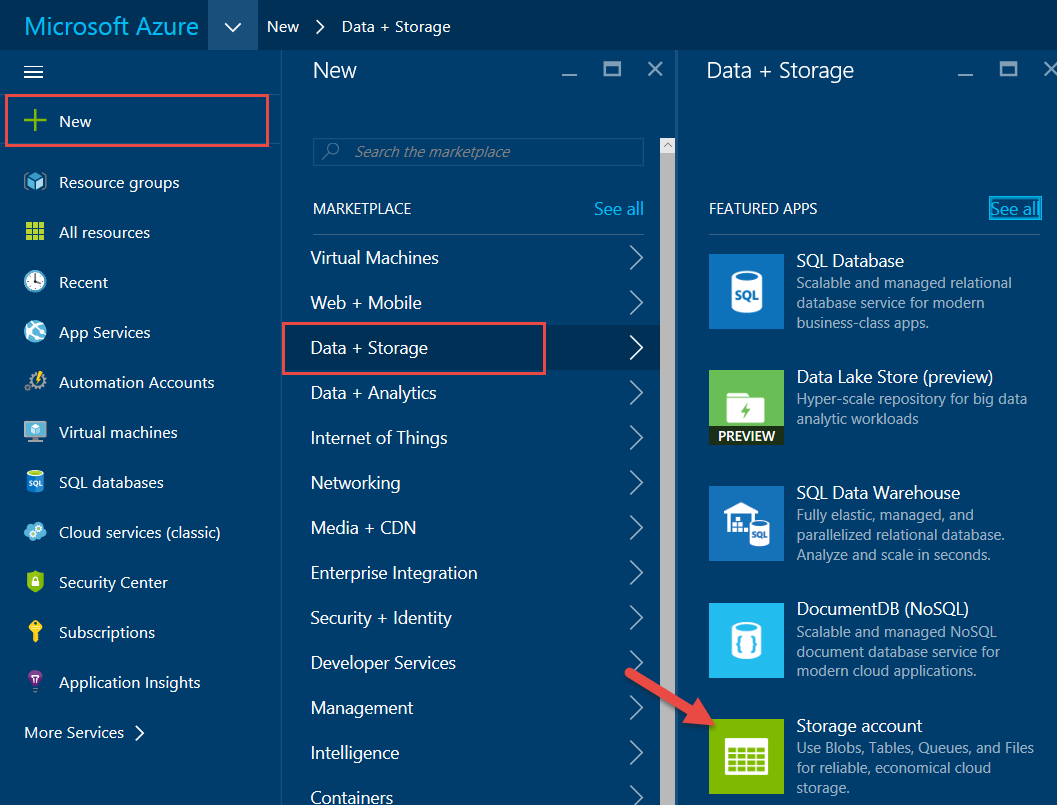 Microsoft Azure
New
Data + Storage
New
Resource groups
All resources
Recent
App Services
Automation Accounts
Virtual machines
SQL databases
Cloud services (classic)
Security Center
Subscriptions
Application Insights
More Services
New
Search the marketplace
MARKETPLACE
See all
Virtual Machines
Web + Mobile
Data + Storage
Data + Analytics
Internet of Things
Networking
Media + CDN
Enterprise Integration
Security + Identity
Developer Services
Management
Intelligence
Containers
Data + Storage
FEATURED APPS
See all
SQL
SQL Database
Scalable and managed relational
database service for modern
business-class apps.
PREVIEW
Data Lake Store (preview)
Hyper-scale repository for big data
analytic workloads
SQL
SQL Data Warehouse
Fully elastic, managed, and
parallelized relational database.
Analyze and scale in seconds.
DocumentDB (NoSQL)
Scalable and managed NoSQL
document database service for
modern cloud applications.
Storage account
Use Blobs, Tables, Queues, and Files
for reliable, economical cloud
storage.